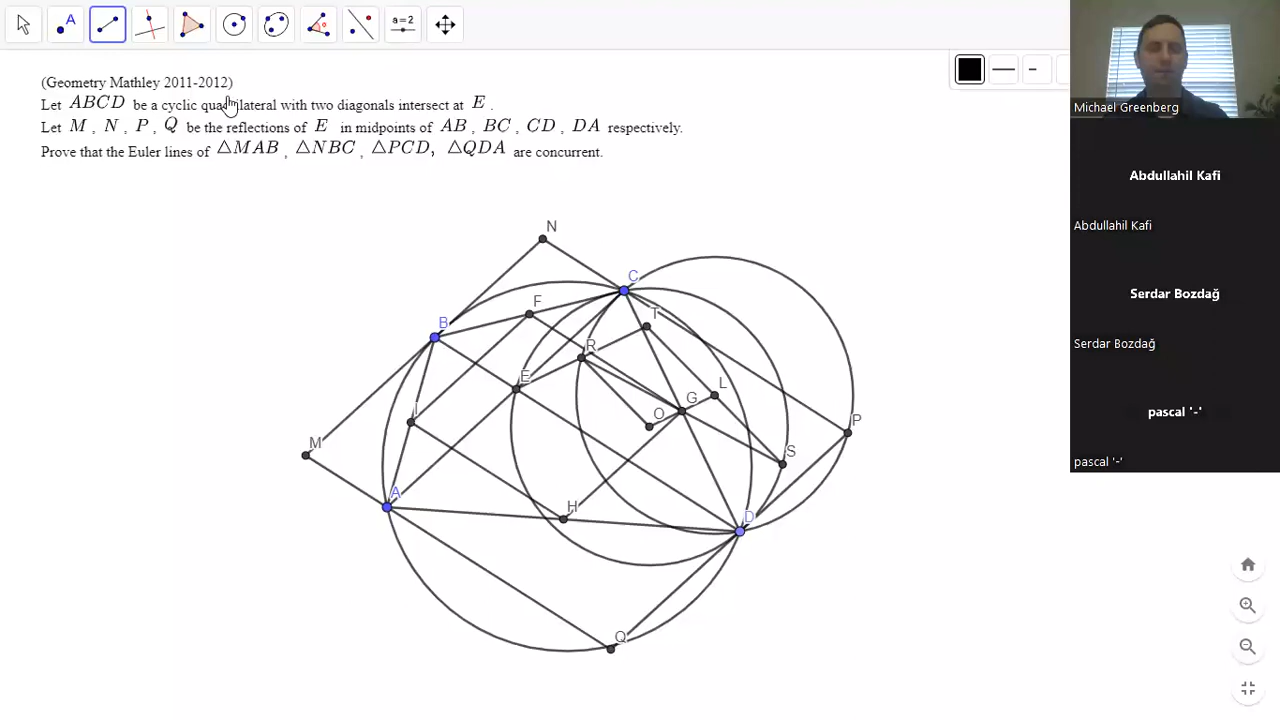 A
a=2
(Geometry Mathley 2011-2012)
Let ABCD be a cyclic quadrilateral with two diagonals intersect at E .
Let M , N , P , Q be the reflections of E in midpoints of AB , BC , CD , DA respectively.
Prove that the Euler lines of △MAB , △NBC , △PCD, △QDA are concurrent.
Michael Greenberg
Abdullahil Kafi
Abdullahil Kafi
Serdar Bozdağ
Serdar Bozdağ
pascal '-'
pascal '-'
N
C
F
T
B
R
E
L
G
I
O
P
M
S
A
H
D
Q